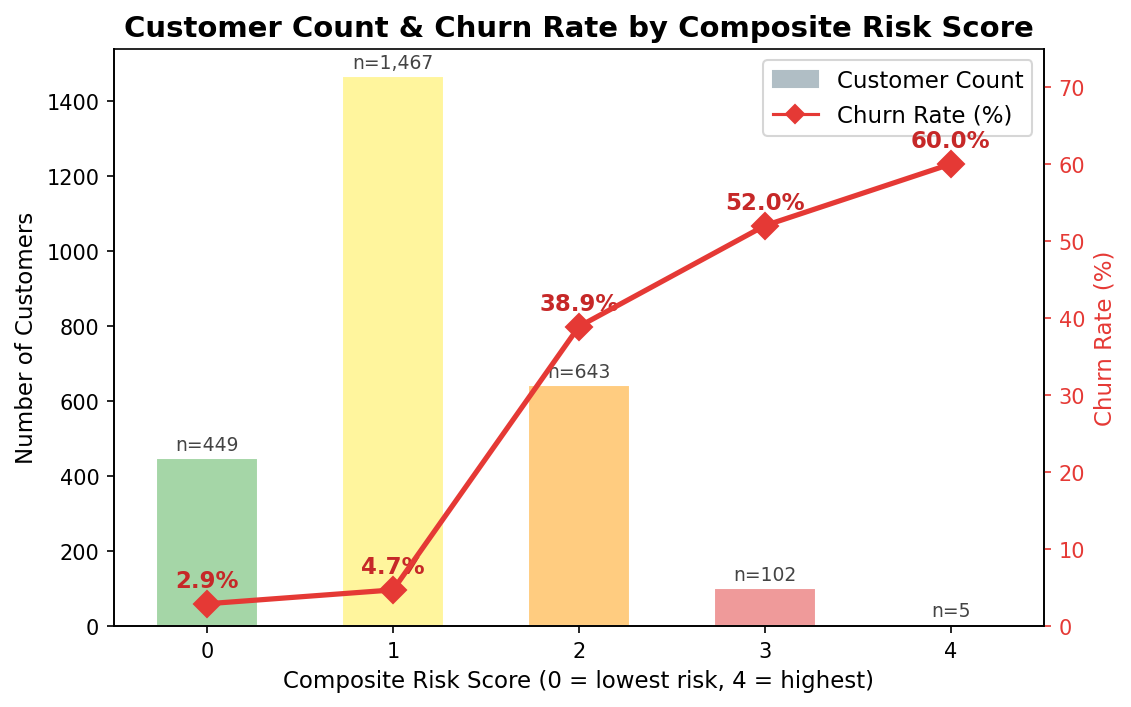 Customer Count & Churn Rate by Composite Risk Score
n=1,467
Customer Count
Churn Rate (%)
60.0%
52.0%
38.9%
n=643
n=449
4.7%
2.9%
n=102
n=5
1400
1200
1000
800
600
400
200
0
Number of Customers
70
60
50
40
30
20
10
0
Churn Rate (%)
0 1 2 3 4
Composite Risk Score (0 = lowest risk, 4 = highest)